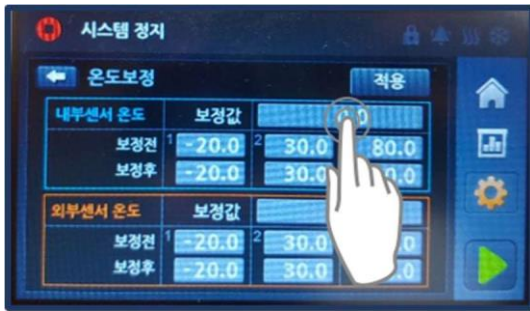 시스템 정지
온도보정 적용
내부센서 온도 보정값
보정전 1 -20.0 2 30.0 80.0
보정후 -20.0 30.0
외부센서 온도 보정값
보정전 1 -20.0 2 30.0
보정후 -20.0 30.0